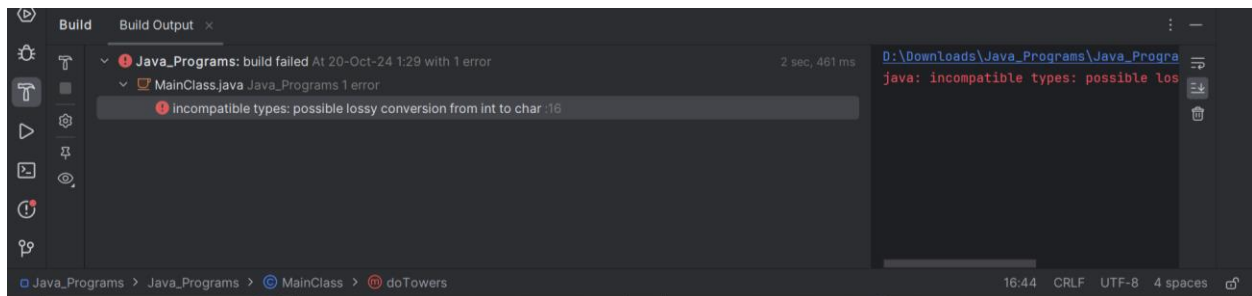 Build Build Output ×
Java_Programs: build failed At 20-Oct-24 1:29 with 1 error 2 sec, 461 ms
MainClass.java Java_Programs 1 error
incompatible types: possible lossy conversion from int to char :16
D:\Downloads\Java_Programs\Java_Progra
java: incompatible types: possible los
Java_Programs > Java_Programs > MainClass > doTowers 16:44 CRLF UTF-8 4 spaces